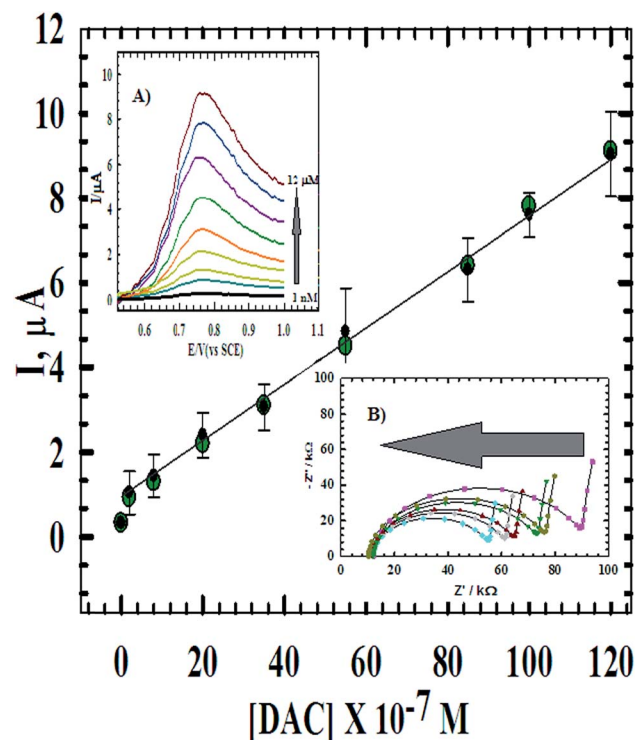 12
10
8
6
4
2
0
I, μ A
0 20 40 60 80 100 120
[DAC] X 10-7 M
A)
10
8
6
4
2
0
I/μA
12 μM
1 nM
0.6 0.7 0.8 0.9 1.0 1.1
E/V(vs SCE)
B)
-100
-80
-60
-40
-20
0
- Z'' / kΩ
0 20 40 60 80 100
Z' / kΩ